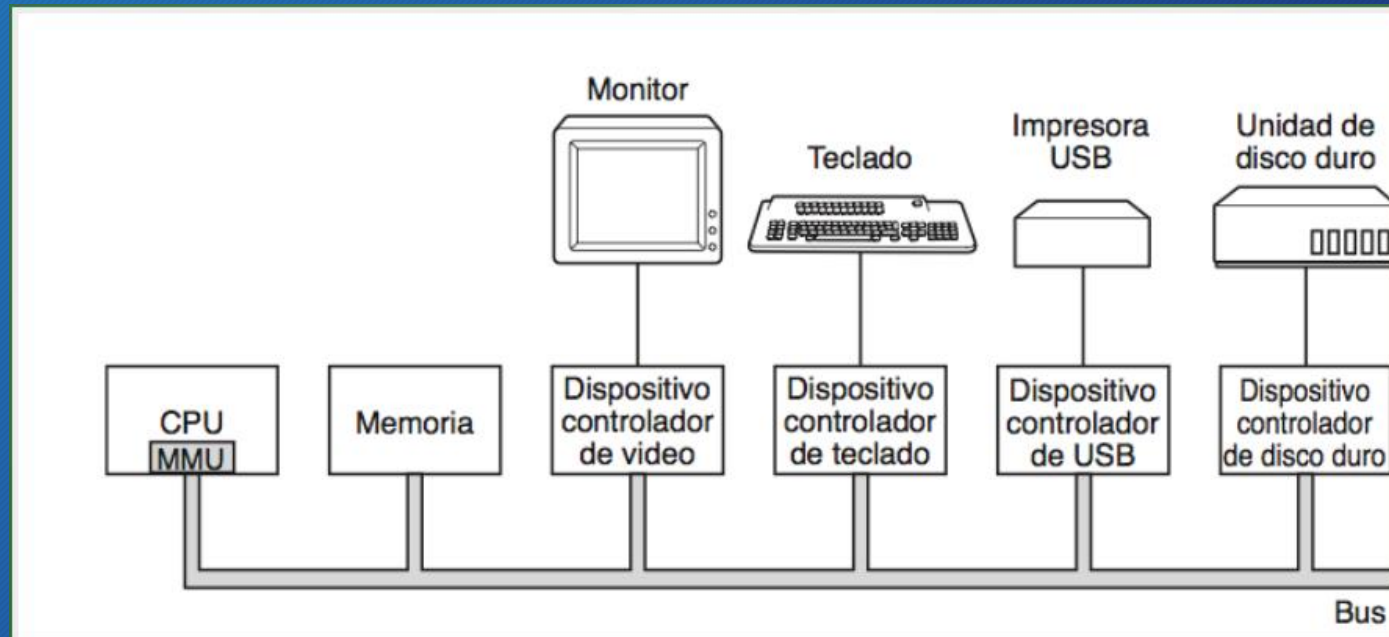 Monitor
Teclado
Impresora
USB
Unidad de
disco duro
CPU
MMU
Memoria
Dispositivo
controlador
de video
Dispositivo
controlador
de teclado
Dispositivo
controlador
de USB
Dispositivo
controlador
de disco duro
Bus